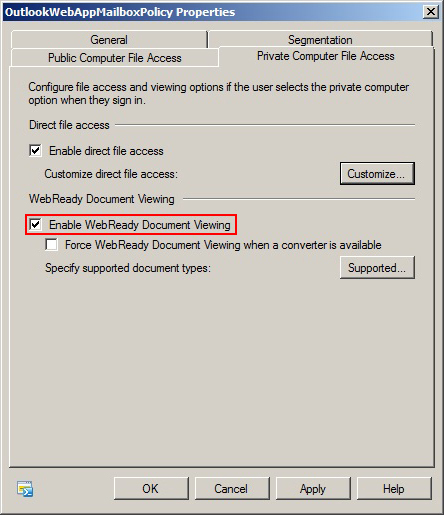 OutlookWebAppMailboxPolicy Properties
General
Segmentation
Public Computer File Access
Private Computer File Access
Configure file access and viewing options if the user selects the private computer
option when they sign in.
Direct file access
Enable direct file access
Customize direct file access:
Customize...
WebReady Document Viewing
Enable WebReady Document Viewing
Force WebReady Document Viewing when a converter is available
Specify supported document types:
Supported...
OK
Cancel
Apply
Help